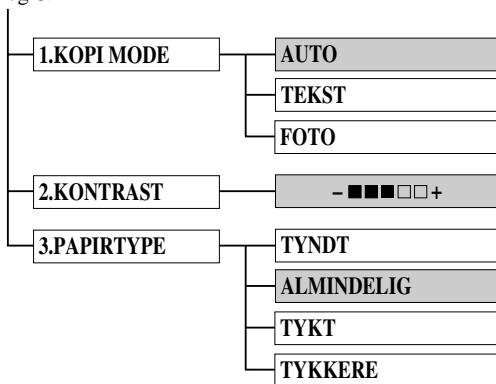 1.KOPI MODE
AUTO
TEKST
FOTO
2.KONTRAST
– ■■■□□+
3.PAPIRTYPE
TYNDT
ALMINDELIG
TYKT
TYKKERE